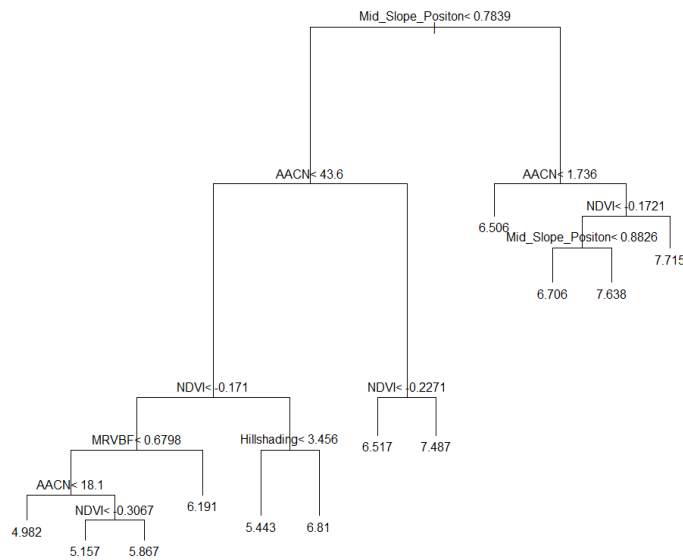 Mid_Slope_Positon< 0.7839
AACN< 43.6
AACN< 1.736
6.506
NDVI< -0.1721
Mid_Slope_Positon< 0.8826
7.715
6.706
7.638
NDVI< -0.171
NDVI< -0.2271
MRVBF< 0.6798
Hillshading< 3.456
6.517
7.487
AACN< 18.1
6.191
NDVI< -0.3067
4.982
5.443
6.81
5.157
5.867